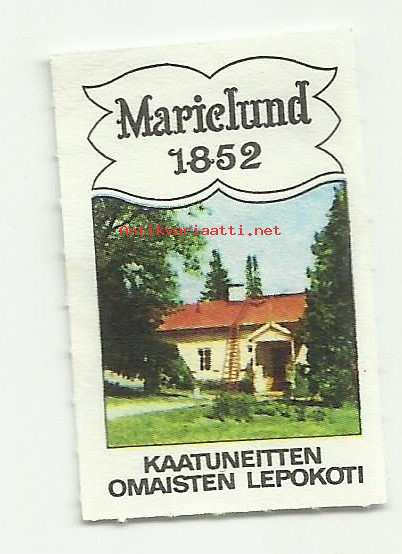 Marielund
1852
Antikvariaatti.net
KAATUNEITTEN
OMAISTEN LEPOKOTI